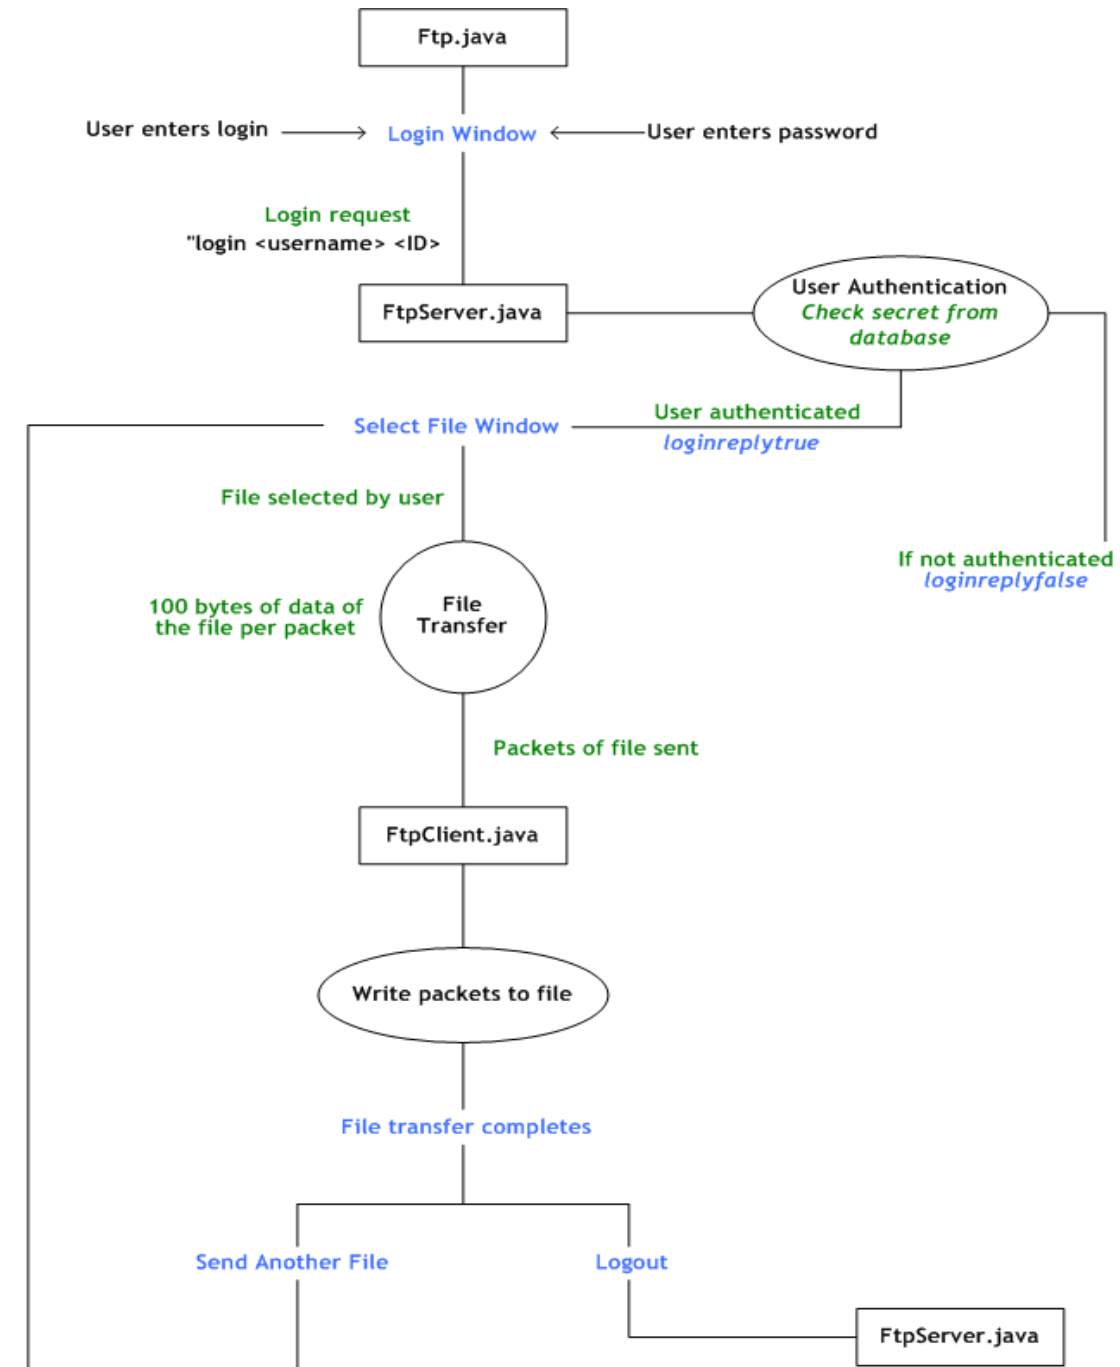 Ftp.java
User enters login
Login Window
User enters password
Login request
"login <username> <ID>
FtpServer.java
User Authentication
Check secret from
database
User authenticated
loginreplytrue
Select File Window
If not authenticated
loginreplyfalse
File selected by user
100 bytes of data of
the file per packet
File
Transfer
Packets of file sent
FtpClient.java
Write packets to file
File transfer completes
Send Another File
Logout
FtpServer.java